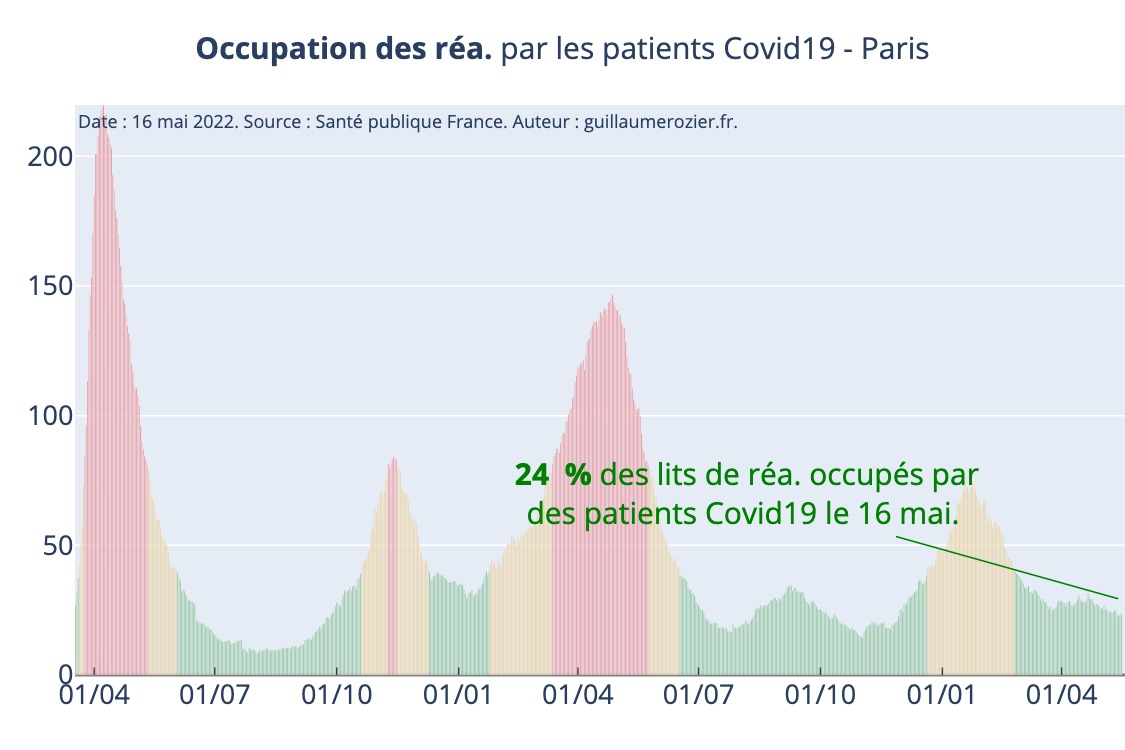 Occupation des réa. par les patients Covid19 - Paris
Date : 16 mai 2022. Source : Santé publique France. Auteur : guillaumerozier.fr.
200
150
100
24 % des lits de réa. occupés par
des patients Covid19 le 16 mai.
50
0
01/04 01/07 01/10 01/01 01/04 01/07 01/10 01/01 01/04